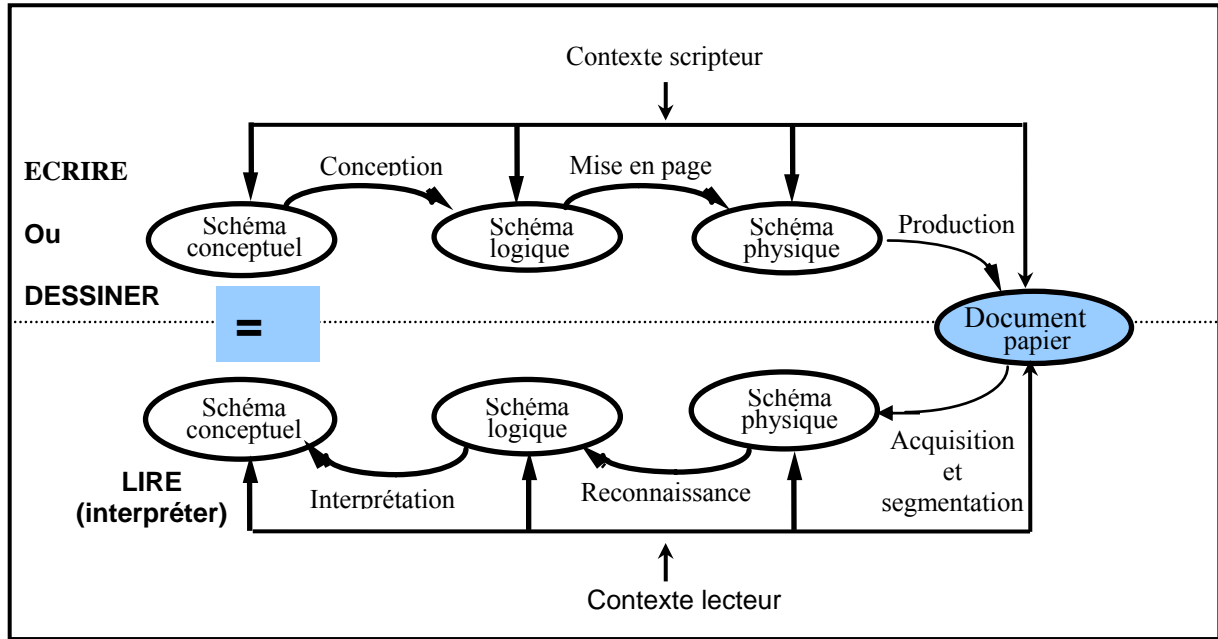 Contexte scripteur
ECRIRE
Ou
DESSINER
Conception
Mise en page
Production
Schéma
conceptuel
Schéma
logique
Schéma
physique
=
Document
papier
Schéma
conceptuel
Schéma
logique
Schéma
physique
LIRE
(interpréter)
Interprétation
Reconnaissance
Acquisition
et
segmentation
Contexte lecteur